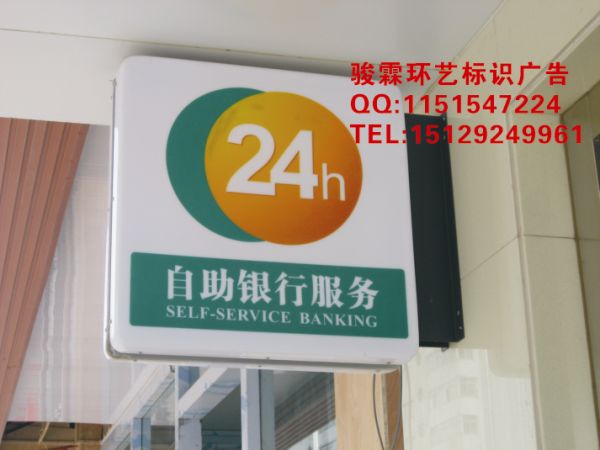 骏霖环艺标识广告
QQ:1151547224
TEL:15129249961
24h
自助银行服务
SELF-SERVICE BANKING